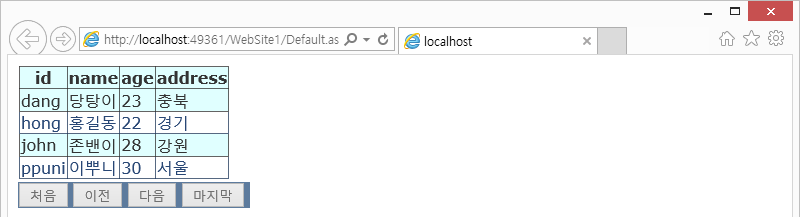 http://localhost:49361/WebSite1/Default.as
localhost
id name age address
dang 당탕이 23 충북
hong 홍길동 22 경기
john 존밴이 28 강원
ppuni 이뿌니 30 서울
처음 이전 다음 마지막